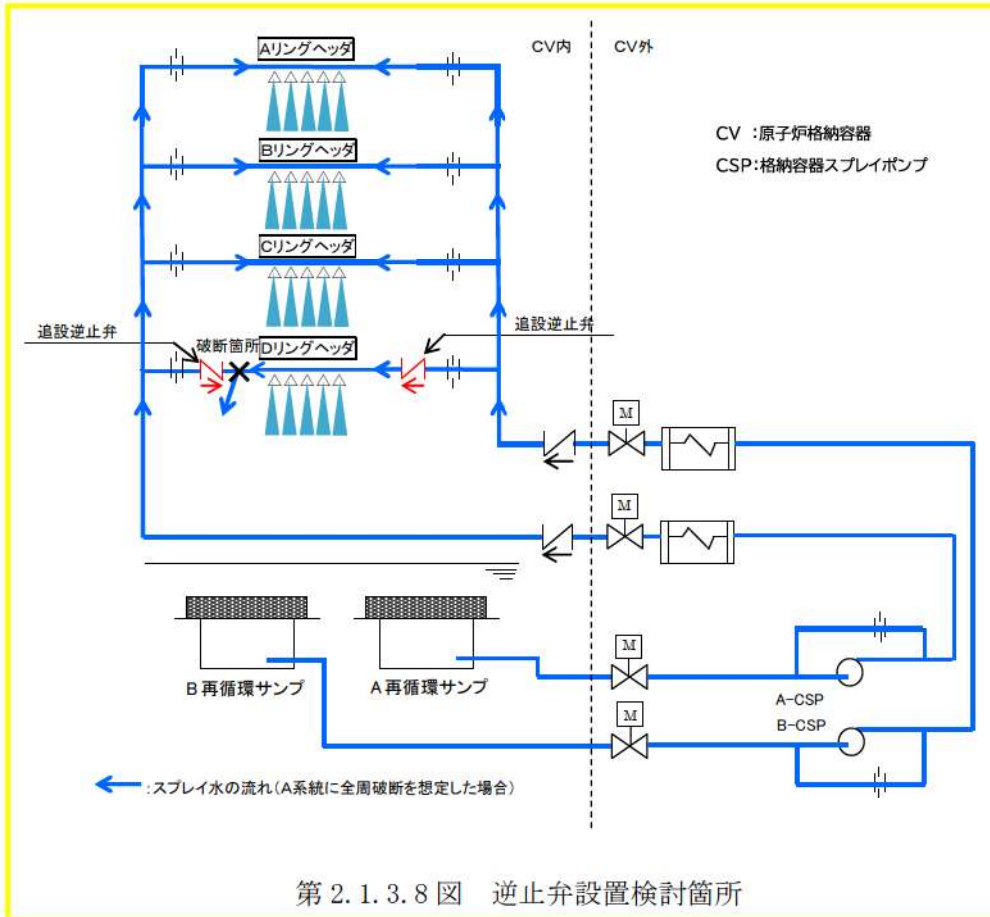 Aリングヘッダ
CV内
CV外
CV ：原子炉格納容器
CSP：格納容器スプレイポンプ
Bリングヘッダ
Cリングヘッダ
追設逆止弁
破断箇所
Dリングヘッダ
追設逆止弁
M
M
M
B再循環サンプ
A再循環サンプ
A-CSP
B-CSP
M
：スプレイ水の流れ（A系統に全周破断を想定した場合）
第2.1.3.8図 逆止弁設置検討箇所